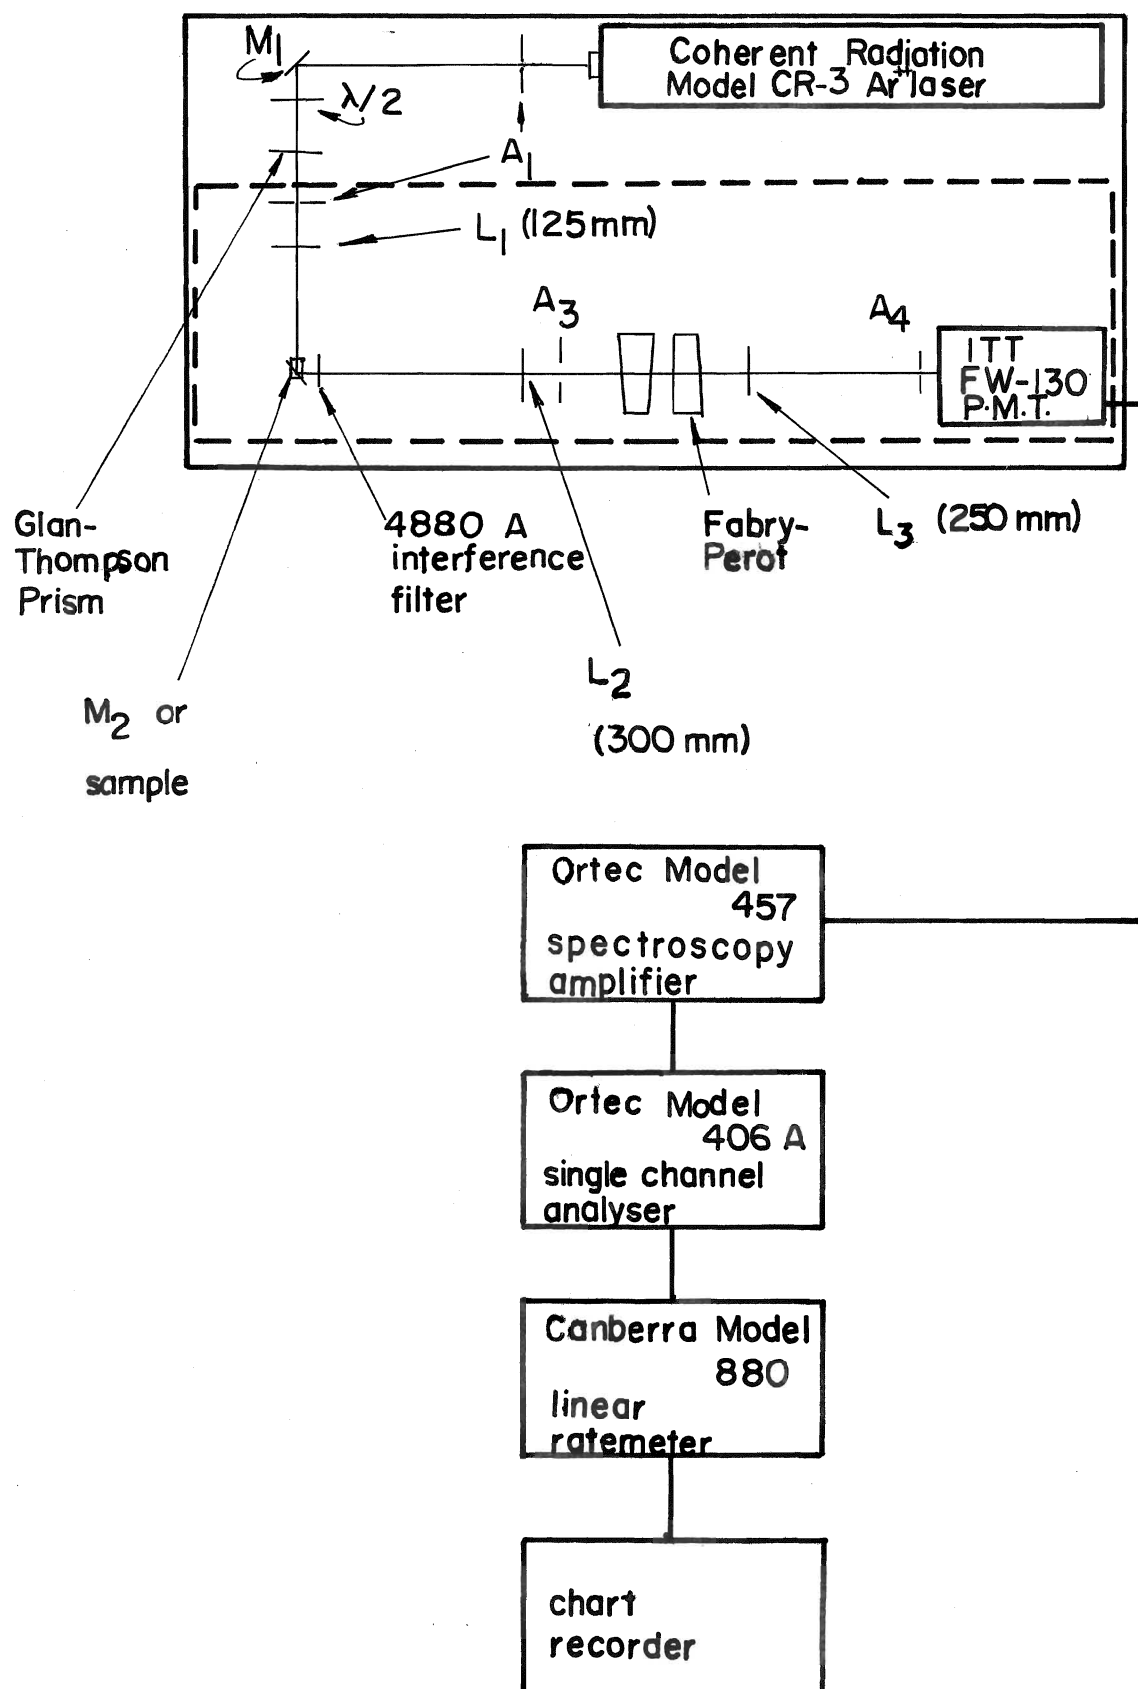 M1
Coherent Radiation
Model CR-3 Ar++ laser
λ/2
A1
L1 (125mm)
A3
A4
ITT
FW-130
P.M.T.
Glan-
Thompson
Prism
4880 A
interference
filter
Fabry-
Perot
L3 (250 mm)
L2
(300 mm)
M2 or
sample
Ortec Model
457
spectroscopy
amplifier
Ortec Model
406 A
single channel
analyser
Canberra Model
880
linear
ratemeter
chart
recorder